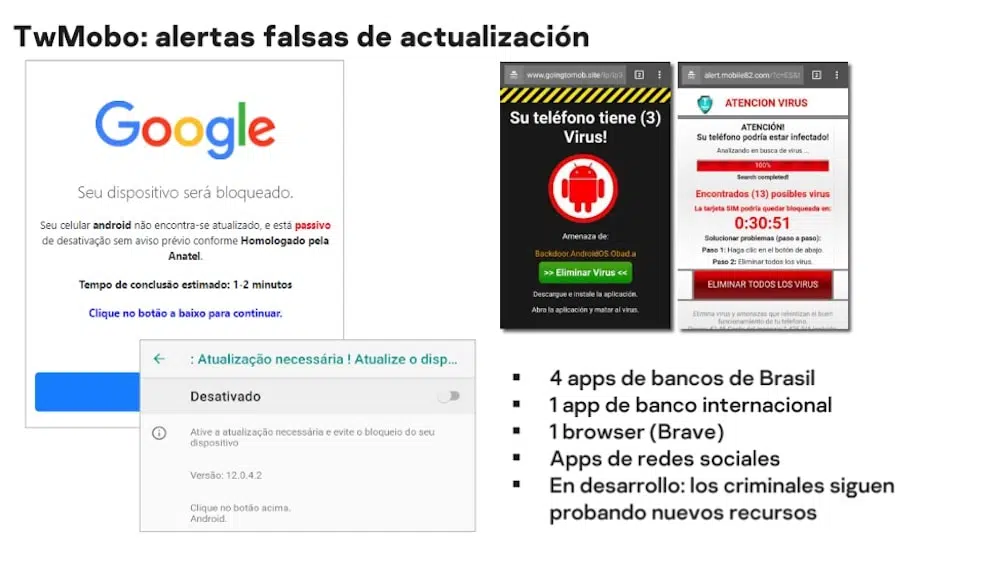 TwMobo: alertas falsas de actualización
Google
Seu dispositivo será bloqueado.
Seu celular android não encontra-se atualizado, e está passivo
de desativação sem aviso prévio conforme Homologado pela
Anatel.
Tempo de conclusão estimado: 1-2 minutos
Clique no botão a baixo para continuar.
: Atualização necessária ! Atualize o disp...
Desativado
Ative a atualização necessária e evite o bloqueio do seu
dispositivo
Versão: 12.0.4.2
Clique no botão acima.
Android.
www.goingtomob.site/lp/lp3
Su teléfono tiene (3)
Virus!
Amenaza de:
Backdoor.AndroidOS.Obad.a
>> Eliminar Virus <<
Descargue e instale la aplicación.
Abra la aplicación y matar al virus.
alert.mobile82.com/?c=ES&
ATENCION VIRUS
ATENCIÓN!
Su teléfono podría estar infectado!
Analizando en busca de virus ...
100%
Search completed!
Encontrados (13) posibles virus
La tarjeta SIM podría quedar bloqueada en:
0:30:51
Solucionar problemas (paso a paso):
Paso 1: Haga clic en el botón de abajo.
Paso 2: Eliminar todos los virus.
ELIMINAR TODOS LOS VIRUS
Elimina virus y amenazas que relentizan el buen
funcionamiento de tu telefono.
▪ 4 apps de bancos de Brasil
▪ 1 app de banco internacional
▪ 1 browser (Brave)
▪ Apps de redes sociales
▪ En desarrollo: los criminales siguen
probando nuevos recursos